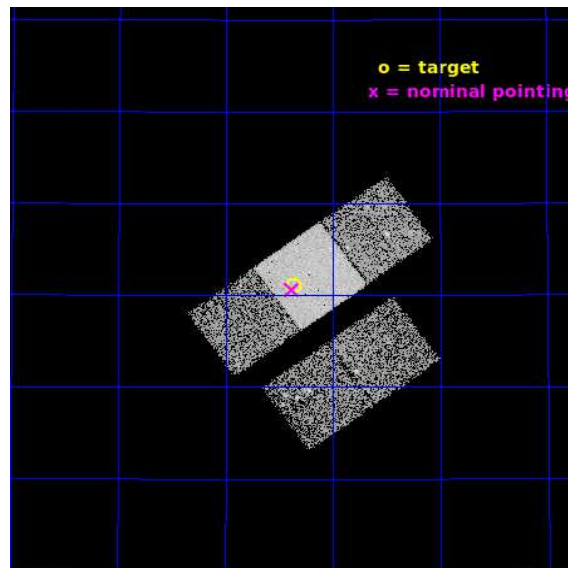 o = target
x = nominal pointing